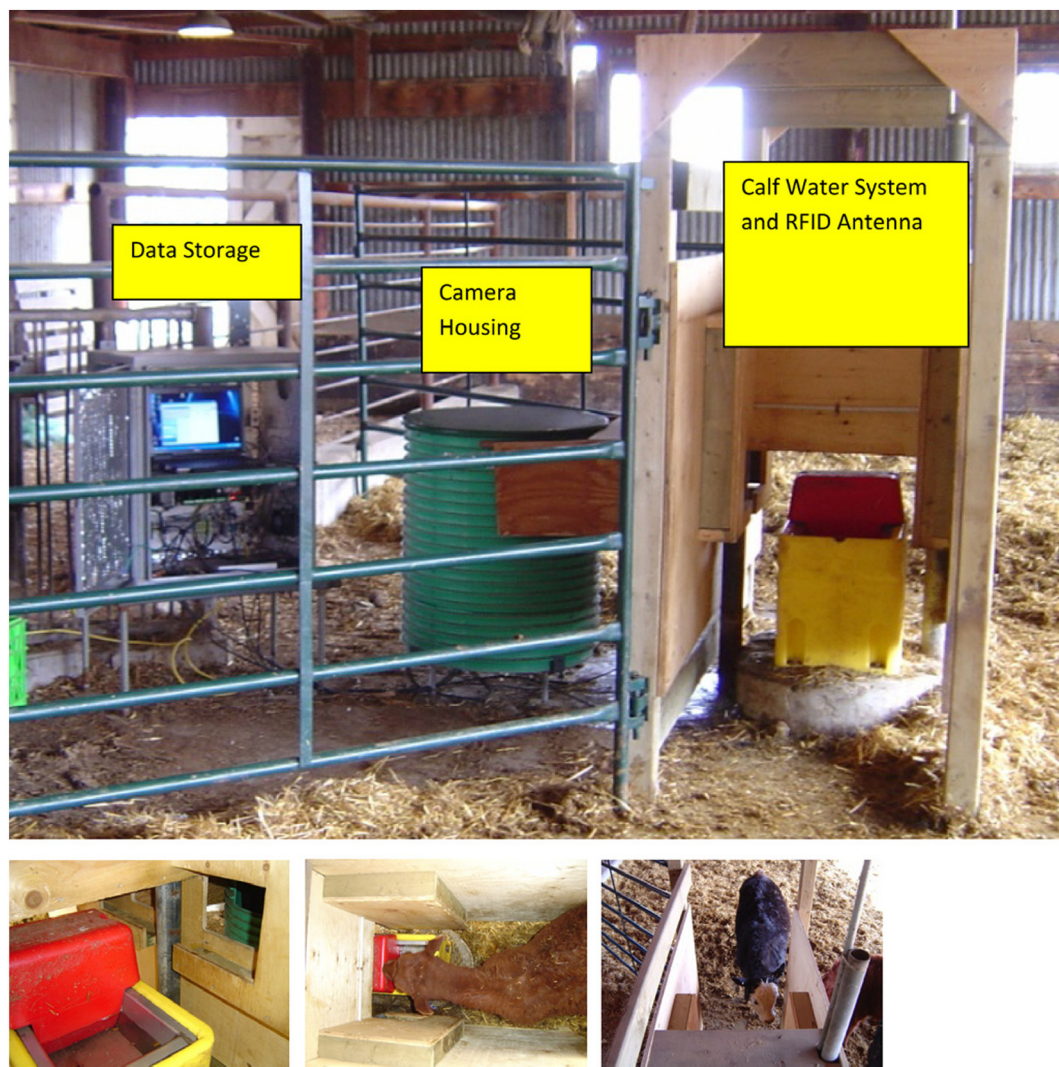 Data Storage
Camera
Housing
Calf Water System
and RFID Antenna